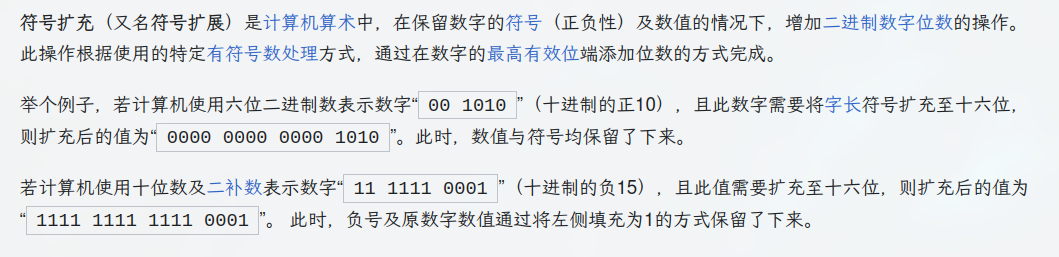 符号扩充（又名符号扩展）是计算机算术中，在保留数字的符号（正负性）及数值的情况下，增加二进制数字位数的操作。
此操作根据使用的特定有符号数处理方式，通过在数字的最高有效位端添加位数的方式完成。
举个例子，若计算机使用六位二进制数表示数字“00 1010”（十进制的正10），且此数字需要将字长符号扩充至十六位，
则扩充后的值为“0000 0000 0000 1010”。此时，数值与符号均保留了下来。
若计算机使用十位数及二补数表示数字“11 1111 0001”（十进制的负15），且此值需要扩充至十六位，则扩充后的值为
“1111 1111 1111 0001”。 此时，负号及原数字数值通过将左侧填充为1的方式保留了下来。